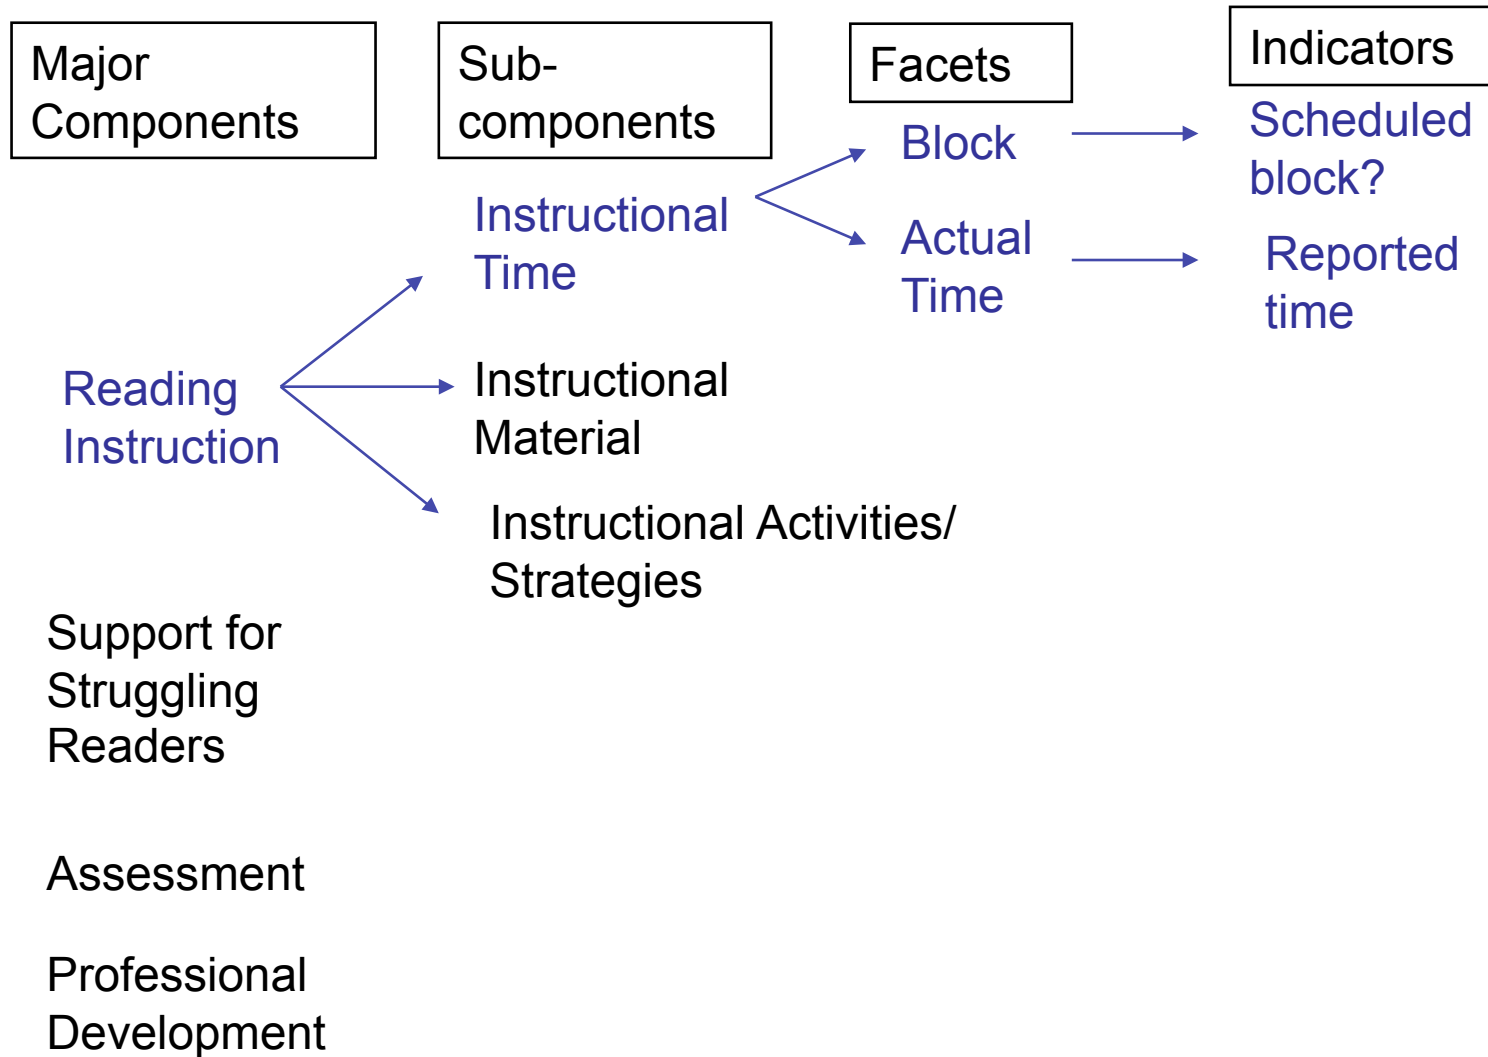 Major
Components
Sub-
components
Facets
Indicators
Instructional
Time
Block
Scheduled
block?
Actual
Time
Reported
time
Reading
Instruction
Instructional
Material
Instructional Activities/
Strategies
Support for
Struggling
Readers
Assessment
Professional
Development